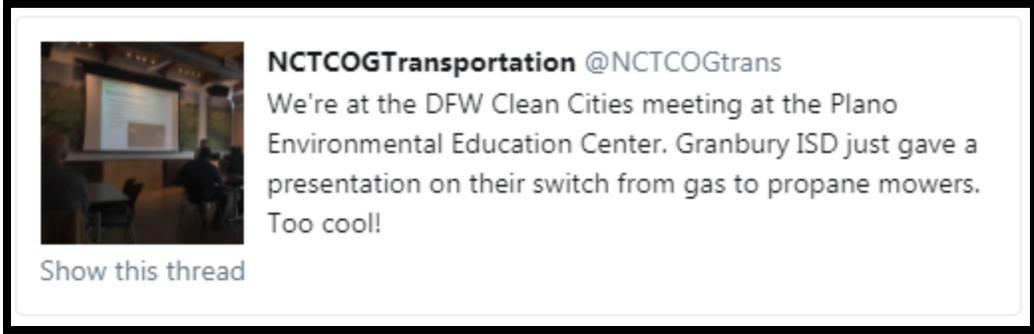 NCTCOGTransportation @NCTCOGtrans
We're at the DFW Clean Cities meeting at the Plano
Environmental Education Center. Granbury ISD just gave a
presentation on their switch from gas to propane mowers.
Too cool!
Show this thread